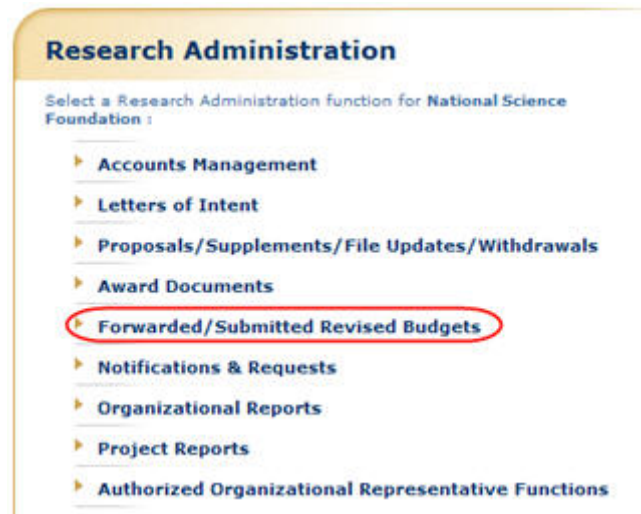 Research Administration
Select a Research Administration function for National Science
Foundation :
Accounts Management
Letters of Intent
Proposals/Supplements/File Updates/Withdrawals
Award Documents
Forwarded/Submitted Revised Budgets
Notifications & Requests
Organizational Reports
Project Reports
Authorized Organizational Representative Functions